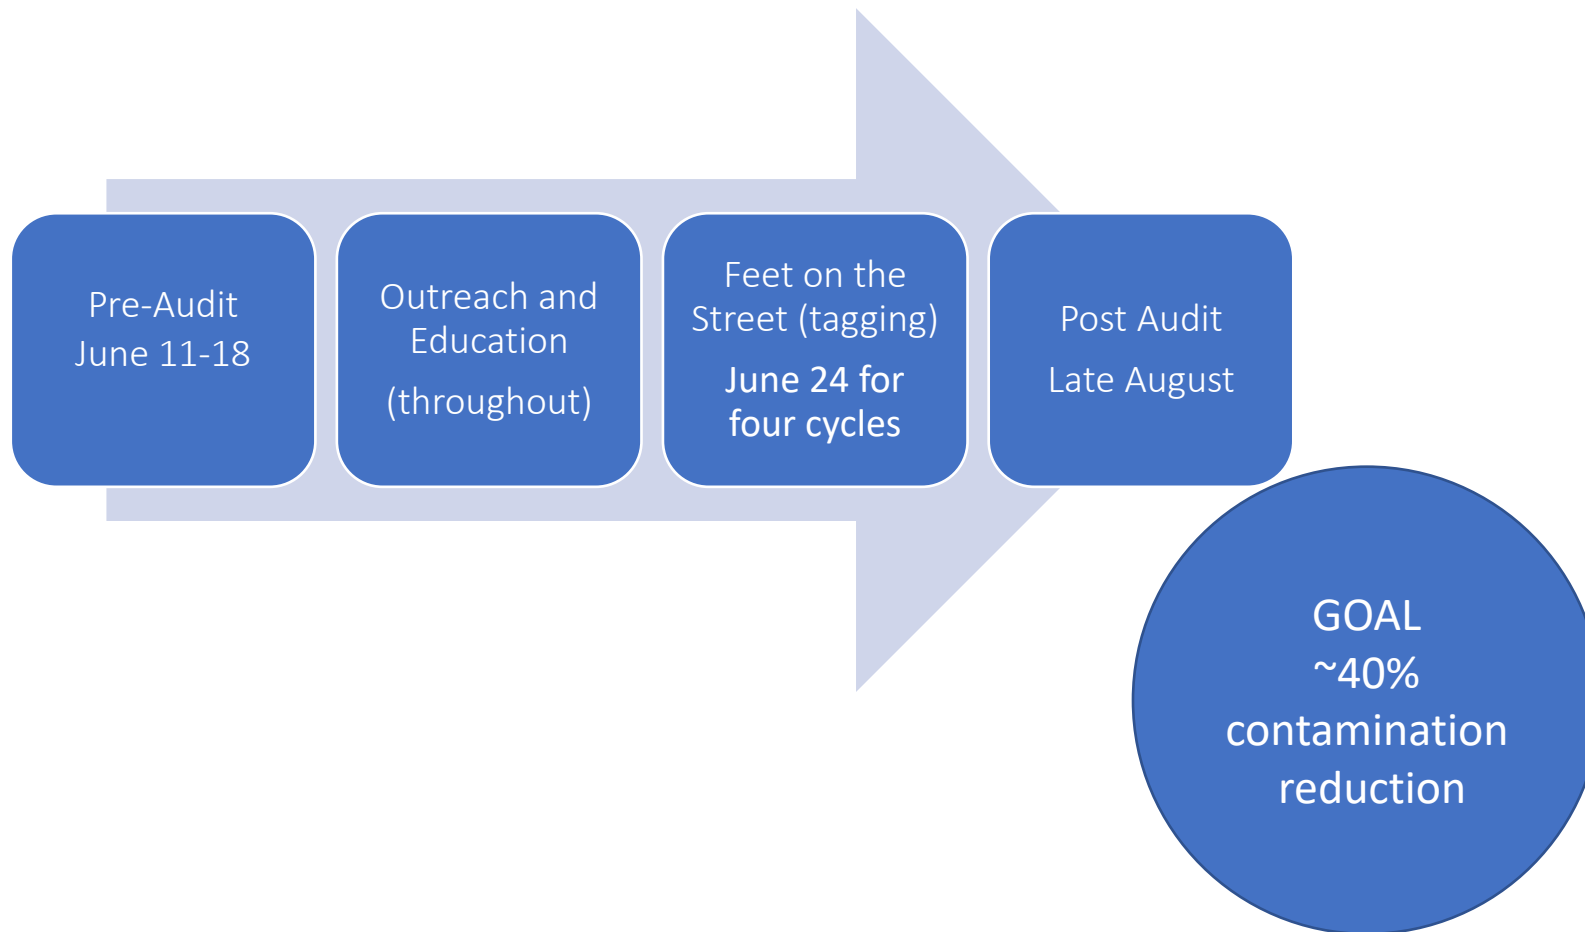 Pre-Audit
June 11-18
Outreach and
Education
(throughout)
Feet on the
Street (tagging)
June 24 for
four cycles
Post Audit
Late August
GOAL
~40%
contamination
reduction